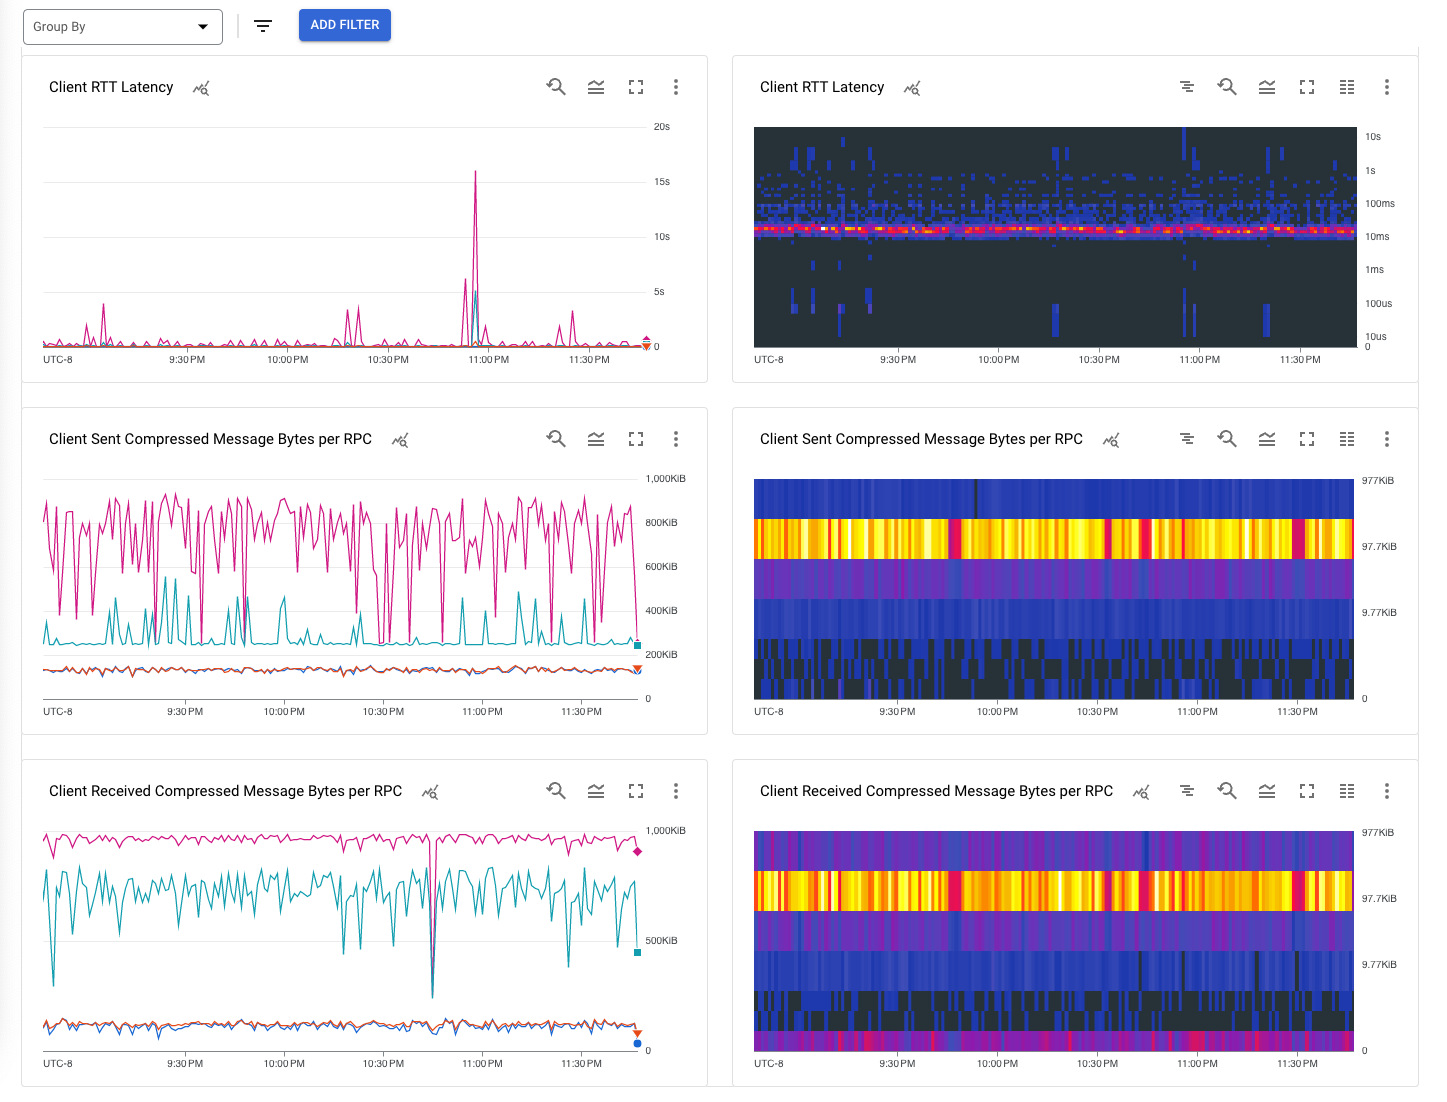 Group By
ADD FILTER
Client RTT Latency
20s
15s
10s
5s
0
UTC-8
9:30 PM
10:00 PM
10:30 PM
11:00 PM
11:30 PM
Client RTT Latency
10s
1s
100ms
10ms
1ms
100us
10us
0
UTC-8
9:30 PM
10:00 PM
10:30 PM
11:00 PM
11:30 PM
Client Sent Compressed Message Bytes per RPC
1,000KiB
800KiB
600KiB
400KiB
200KiB
0
UTC-8
9:30 PM
10:00 PM
10:30 PM
11:00 PM
11:30 PM
Client Sent Compressed Message Bytes per RPC
977KiB
97.7KiB
9.77KiB
0
UTC-8
9:30 PM
10:00 PM
10:30 PM
11:00 PM
11:30 PM
Client Received Compressed Message Bytes per RPC
1,000KiB
500KiB
0
UTC-8
9:30 PM
10:00 PM
10:30 PM
11:00 PM
11:30 PM
Client Received Compressed Message Bytes per RPC
977KiB
97.7KiB
9.77KiB
0
UTC-8
9:30 PM
10:00 PM
10:30 PM
11:00 PM
11:30 PM